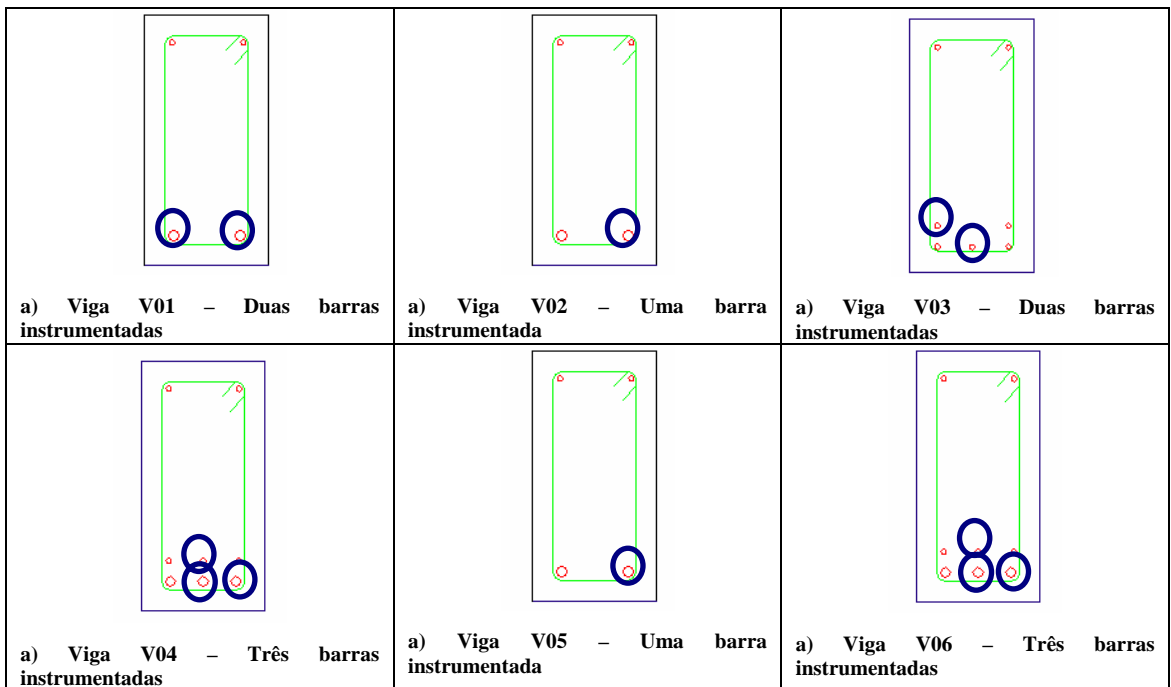 a) Viga V01 – Duas barras
instrumentadas
a) Viga V02 – Uma barra
instrumentada
a) Viga V03 – Duas barras
instrumentadas
a) Viga V04 – Três barras
instrumentadas
a) Viga V05 – Uma barra
instrumentada
a) Viga V06 – Três barras
instrumentadas